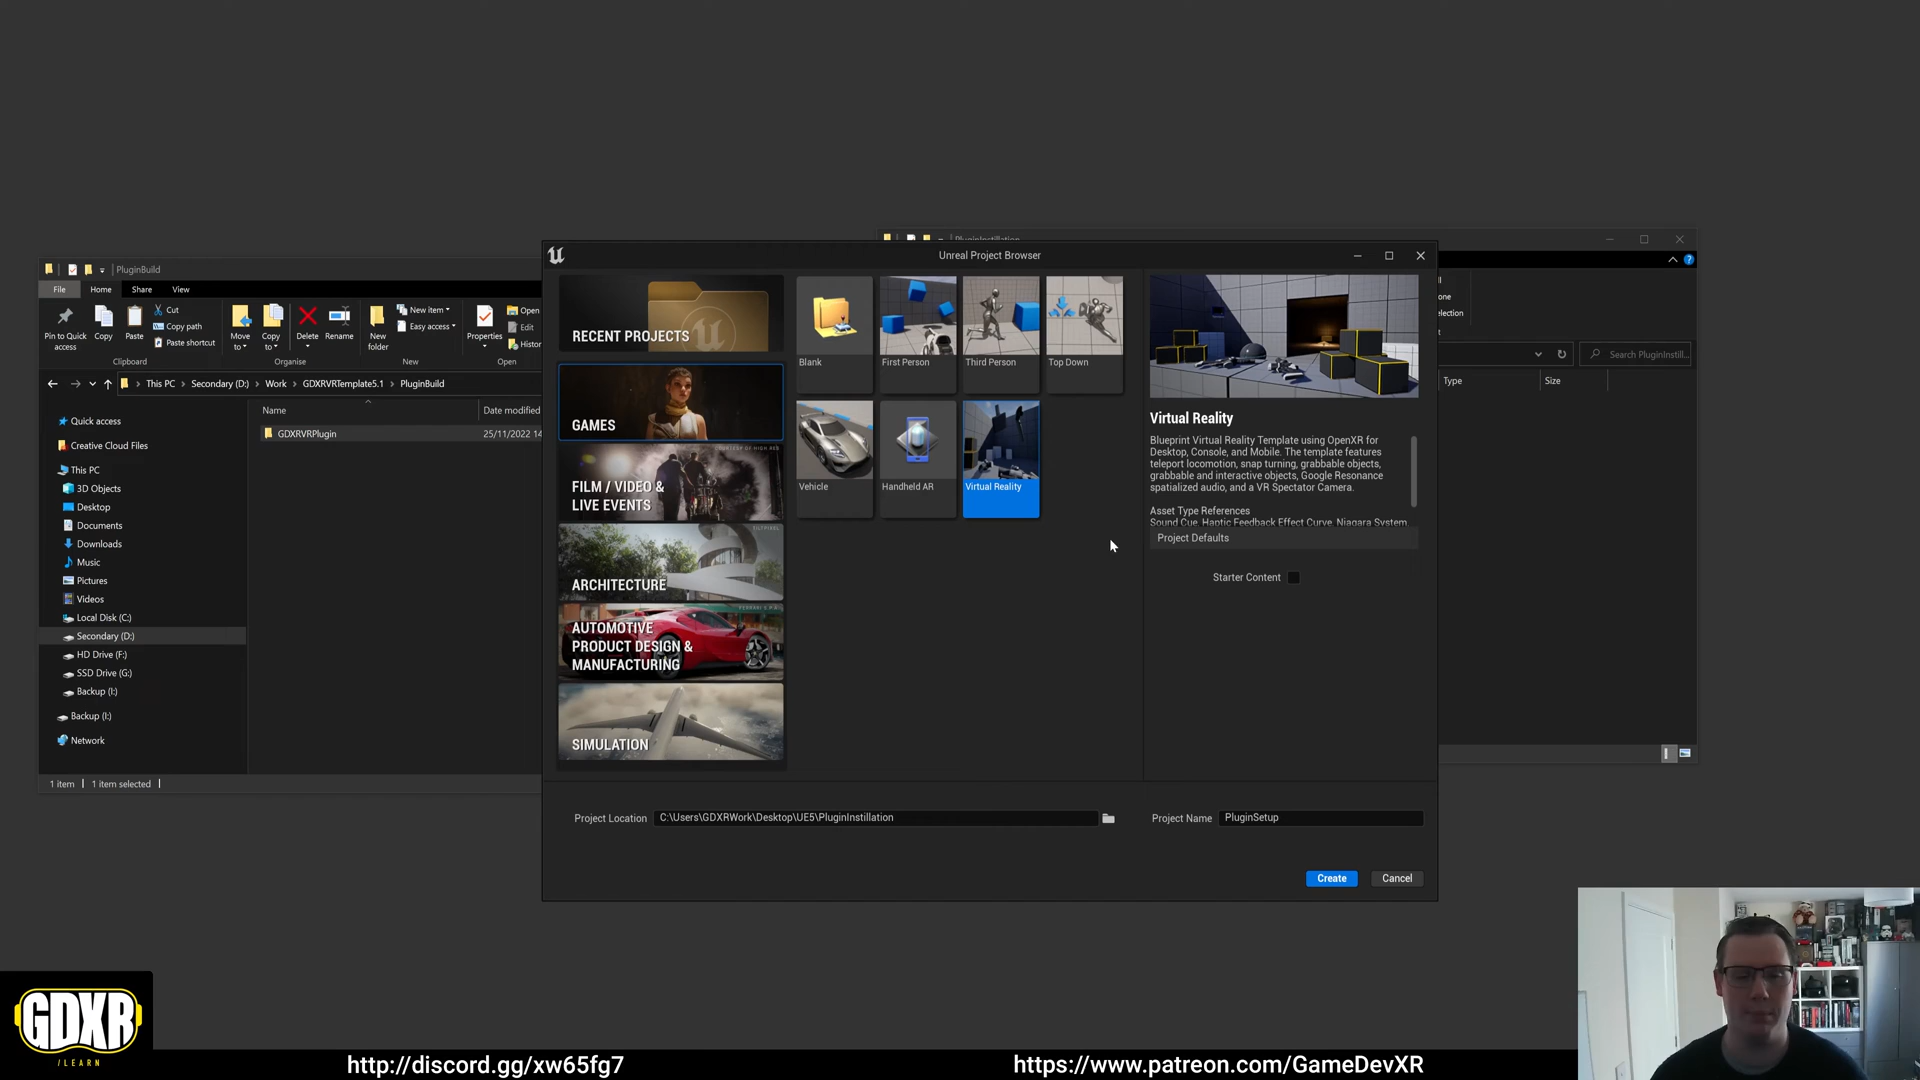 PluginBuild
File
Home
Share
View
Pin to Quick access
Copy
Paste
Cut
Copy path
Paste shortcut
Clipboard
Move to
Copy to
Delete
Rename
Organise
New folder
New item
Easy access
New
Properties
Open
Edit
History
Open
This PC
Secondary (D:)
Work
GDXRVRTemplate5.1
PluginBuild
Name
Date modified
GDXRVRPlugin
25/11/2022 14
Quick access
Creative Cloud Files
This PC
3D Objects
Desktop
Documents
Downloads
Music
Pictures
Videos
Local Disk (C:)
Secondary (D:)
HD Drive (F:)
SSD Drive (G:)
Backup (I:)
Backup (I:)
Network
1 item
1 item selected
PluginInstillation
Search PluginInstill...
Type
Size
Unreal Project Browser
RECENT PROJECTS
GAMES
FILM / VIDEO &
LIVE EVENTS
ARCHITECTURE
AUTOMOTIVE
PRODUCT DESIGN &
MANUFACTURING
SIMULATION
Blank
First Person
Third Person
Top Down
Vehicle
Handheld AR
Virtual Reality
Virtual Reality
Blueprint Virtual Reality Template using OpenXR for
Desktop, Console, and Mobile. The template features
teleport locomotion, snap turning, grabbable objects,
grabbable and interactive objects, Google Resonance
spatialized audio, and a VR Spectator Camera.
Asset Type References
Sound Cue, Haptic Feedback Effect Curve, Niagara System,
Project Defaults
Starter Content
Project Location
C:\Users\GDXRWork\Desktop\UE5\PluginInstillation
Project Name
PluginSetup
Create
Cancel
GDXR
/LEARN
http://discord.gg/xw65fg7
https://www.patreon.com/GameDevXR